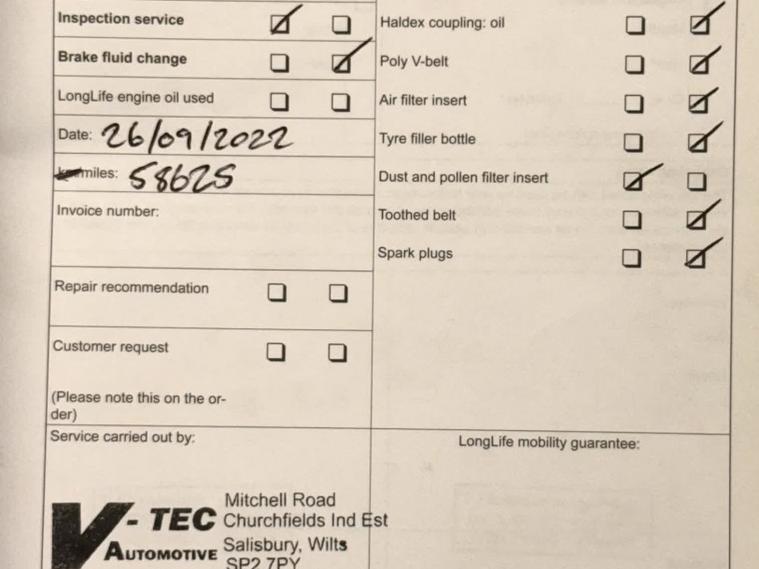 Inspection service
Brake fluid change
LongLife engine oil used
Date: 26/09/2022
km/miles: 58625
Invoice number:
Repair recommendation
Customer request
(Please note this on the or-
der)
Haldex coupling: oil
Poly V-belt
Air filter insert
Tyre filler bottle
Dust and pollen filter insert
Toothed belt
Spark plugs
Service carried out by:
V-TEC
AUTOMOTIVE
Mitchell Road
Churchfields Ind Est
Salisbury, Wilts
SP2 7PY
LongLife mobility guarantee: